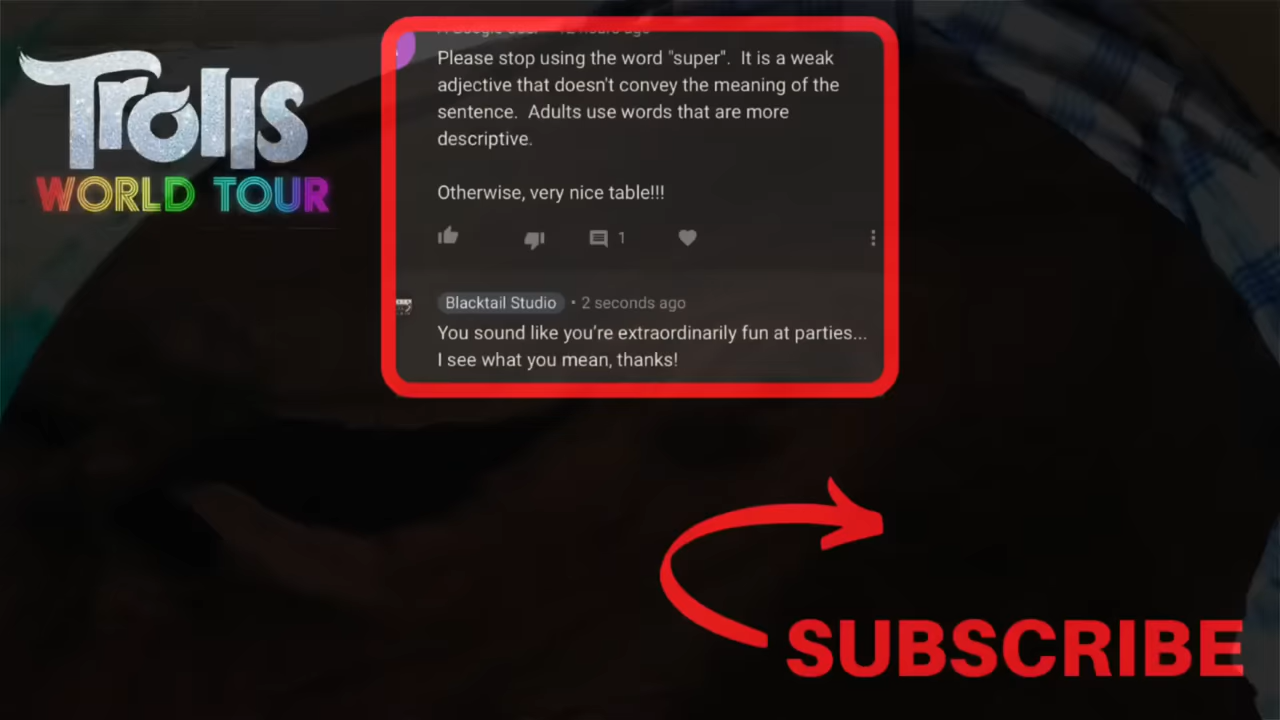 Trolls
WORLD TOUR
Please stop using the word "super". It is a weak
adjective that doesn't convey the meaning of the
sentence. Adults use words that are more
descriptive.
Otherwise, very nice table!!!
1
Blacktail Studio • 2 seconds ago
You sound like you're extraordinarily fun at parties...
I see what you mean, thanks!
SUBSCRIBE